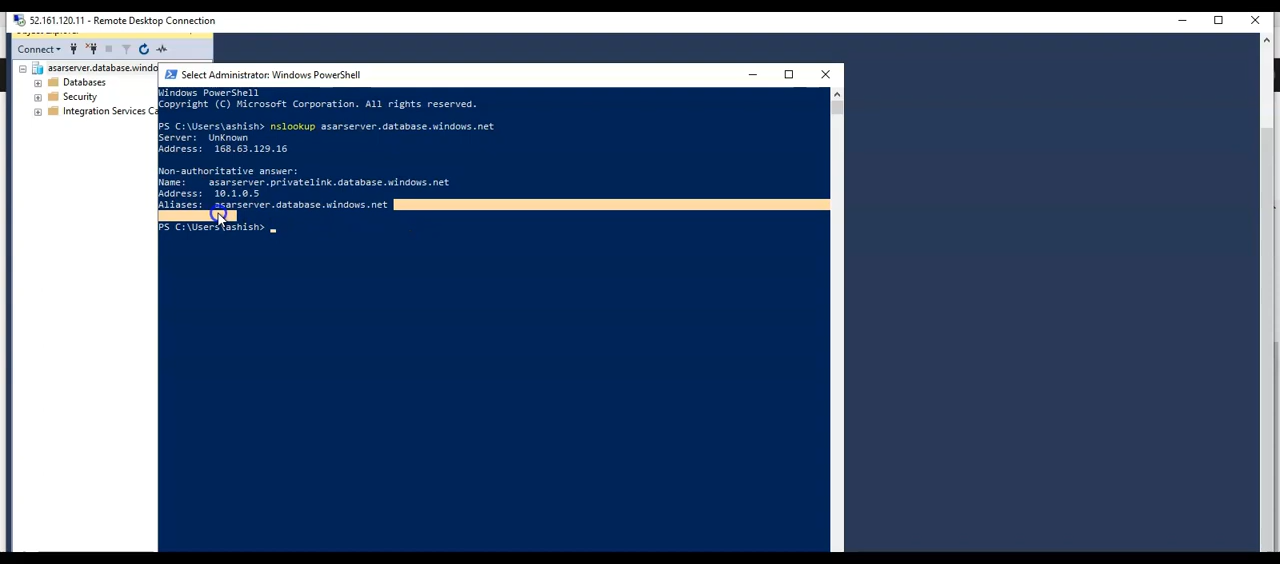 52.161.120.11 - Remote Desktop Connection
Connect
asarserver.database.windo
Databases
Security
Integration Services Ca
Select Administrator: Windows PowerShell
Windows PowerShell
Copyright (C) Microsoft Corporation. All rights reserved.
PS C:\Users\ashish> nslookup asarserver.database.windows.net
Server:  UnKnown
Address:  168.63.129.16
Non-authoritative answer:
Name:    asarserver.privatelink.database.windows.net
Address:  10.1.0.5
Aliases:  asarserver.database.windows.net
PS C:\Users\ashish>